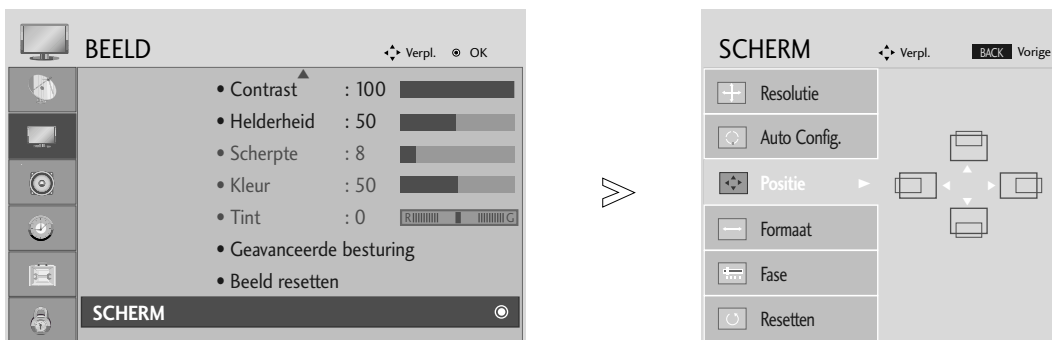 BEELD
Verpl. OK
• Contrast : 100
• Helderheid : 50
• Scherpte : 8
• Kleur : 50
• Tint : 0 R G
• Geavanceerde besturing
• Beeld resetten
SCHERM
SCHERM
Verpl. BACK Vorige
Resolutie
Auto Config.
Positie
Formaat
Fase
Resetten